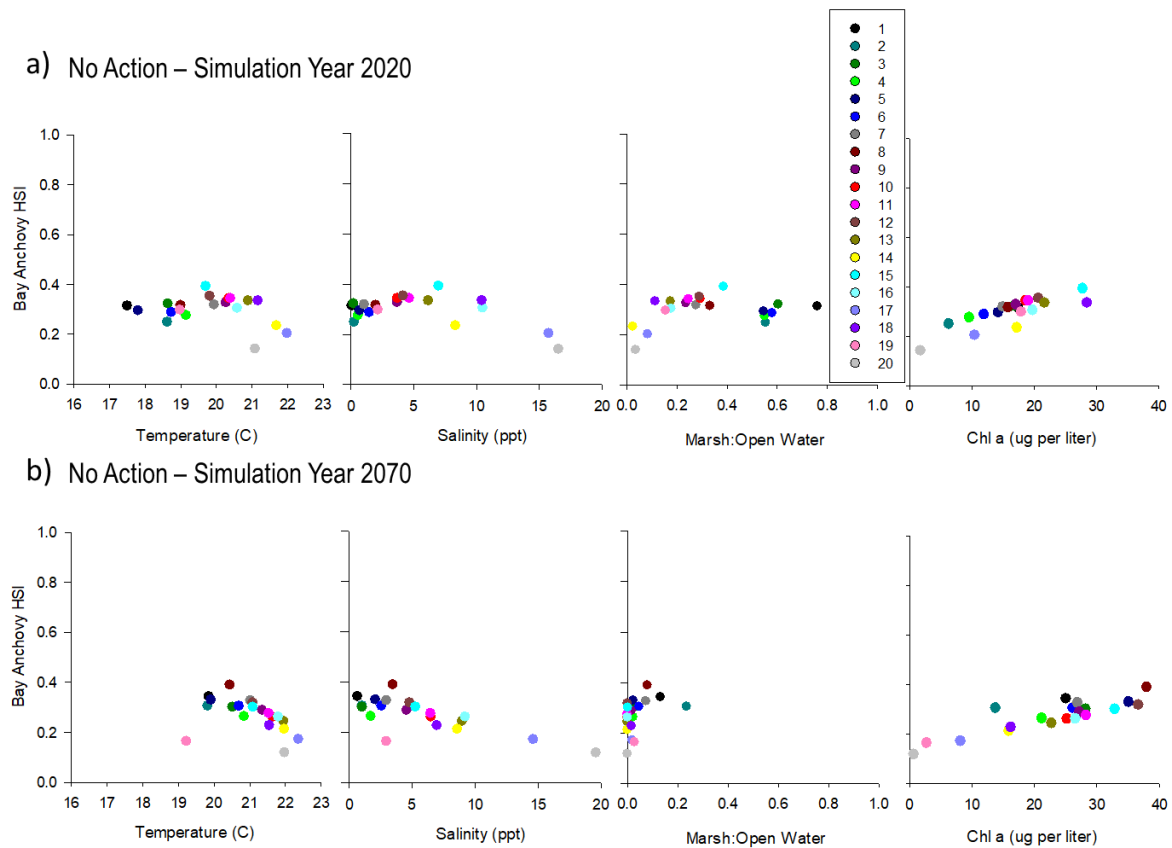 a) No Action – Simulation Year 2020
1
2
3
4
5
6
7
8
9
10
11
12
13
14
15
16
17
18
19
20
Bay Anchovy HSI
1.0
0.8
0.6
0.4
0.2
0.0
16 17 18 19 20 21 22 23
Temperature (C)
0 5 10 15 20
Salinity (ppt)
0.0 0.2 0.4 0.6 0.8 1.0
Marsh:Open Water
0 10 20 30 40
Chl a (ug per liter)
b) No Action – Simulation Year 2070
Bay Anchovy HSI
1.0
0.8
0.6
0.4
0.2
0.0
16 17 18 19 20 21 22 23
Temperature (C)
0 5 10 15 20
Salinity (ppt)
0.0 0.2 0.4 0.6 0.8 1.0
Marsh:Open Water
0 10 20 30 40
Chl a (ug per liter)